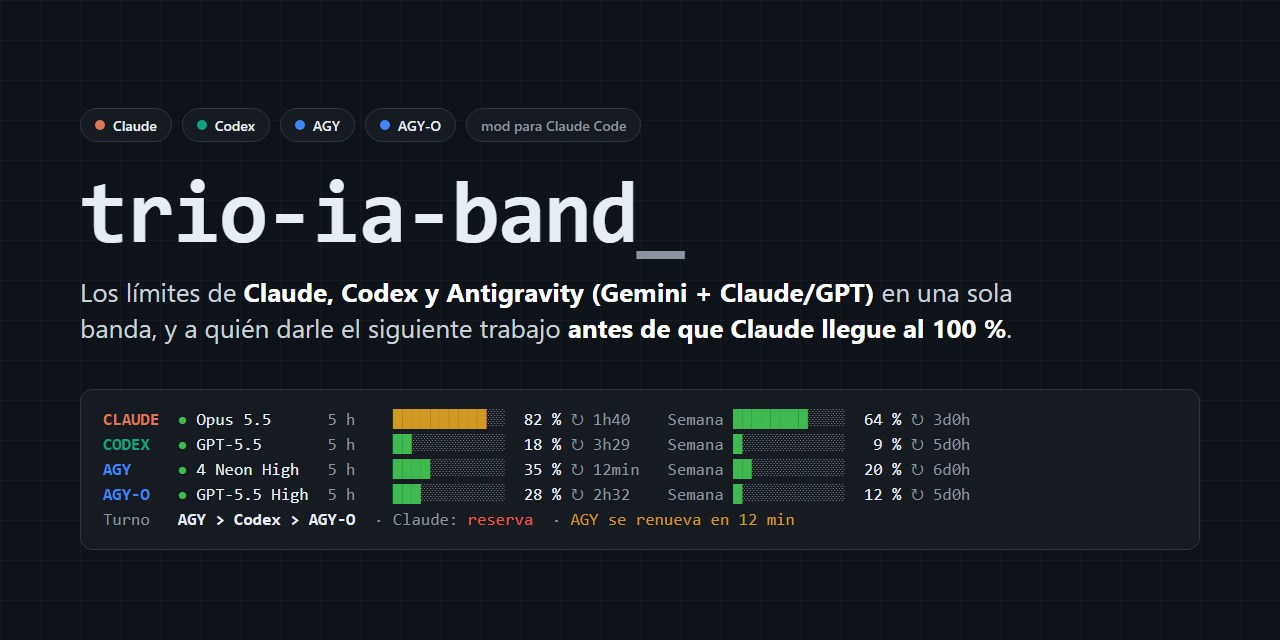 Claude Codex AGY AGY-O mod para Claude Code
trio-ia-band_
Los límites de Claude, Codex y Antigravity (Gemini + Claude/GPT) en una sola
banda, y a quién darle el siguiente trabajo antes de que Claude llegue al 100 %.
CLAUDE ● Opus 5.5 5 h ██████████░░ 82 % ↻ 1h40 Semana ████████░░░░ 64 % ↻ 3d0h
CODEX ● GPT-5.5 5 h ██░░░░░░░░░░ 18 % ↻ 3h29 Semana █░░░░░░░░░░░ 9 % ↻ 5d0h
AGY ● 4 Neon High 5 h ████░░░░░░░░ 35 % ↻ 12min Semana ██░░░░░░░░░░ 20 % ↻ 6d0h
AGY-O ● GPT-5.5 High 5 h ███░░░░░░░░░ 28 % ↻ 2h32 Semana █░░░░░░░░░░░ 12 % ↻ 5d0h
Turno AGY > Codex > AGY-O · Claude: reserva · AGY se renueva en 12 min